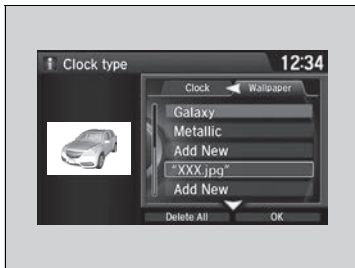 i Clock type 12:34
Clock Wallpaper
Galaxy
Metallic
Add New
"XXX.jpg"
Add New
Delete All OK